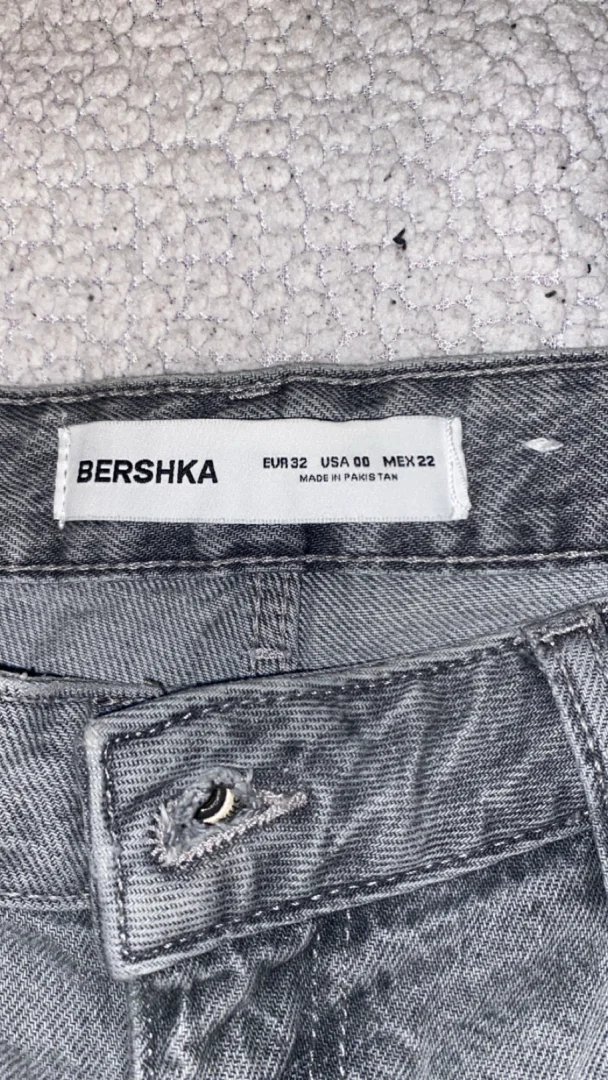 BERSHKA
EUR 32 USA 00 MEX 22
MADE IN PAKISTAN